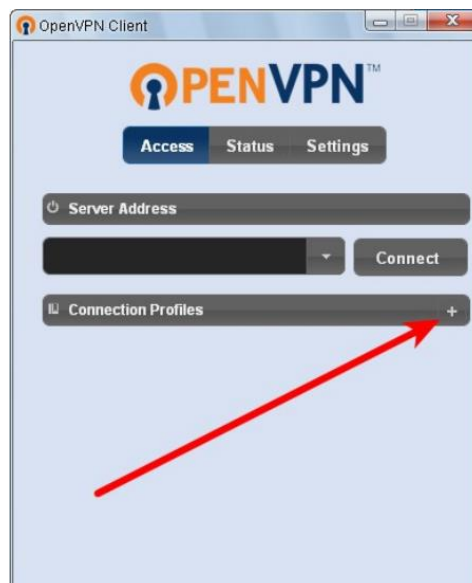 OpenVPN Client
OPENVPN™
Access Status Settings
Server Address
Connect
Connection Profiles +